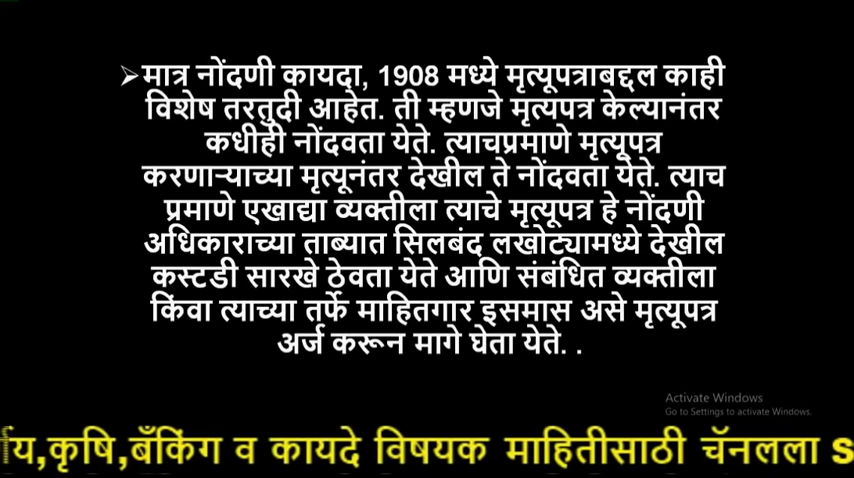 ➢मात्र नोंदणी कायदा, 1908 मध्ये मृत्यूपत्राबद्दल काही
विशेष तरतुदी आहेत. ती म्हणजे मृत्यपत्र केल्यानंतर
कधीही नोंदवता येते. त्याचप्रमाणे मृत्यूपत्र
करणाऱ्याच्या मृत्यूनंतर देखील ते नोंदवता येते. त्याच
प्रमाणे एखाद्या व्यक्तीला त्याचे मृत्यूपत्र हे नोंदणी
अधिकाराच्या ताब्यात सिलबंद लखोट्यामध्ये देखील
कस्टडी सारखे ठेवता येते आणि संबंधित व्यक्तीला
किंवा त्याच्या तर्फे माहितगार इसमास असे मृत्यूपत्र
अर्ज करून मागे घेता येते. .
Activate Windows
Go to Settings to activate Windows.
,कृषि,बँकिंग व कायदे विषयक माहितीसाठी चॅनलला s